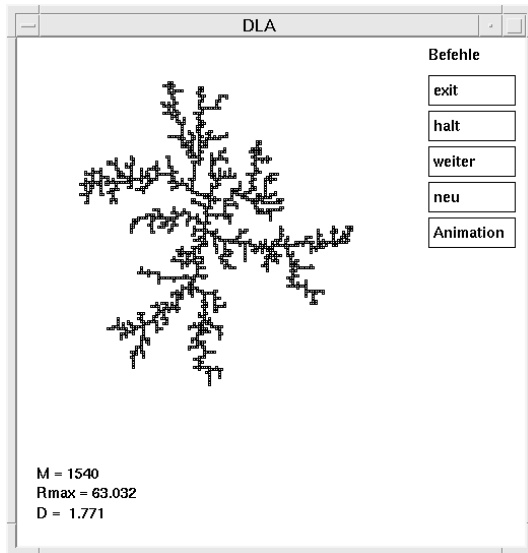 DLA
Befehle
exit
halt
weiter
neu
Animation
M = 1540
Rmax = 63.032
D = 1.771